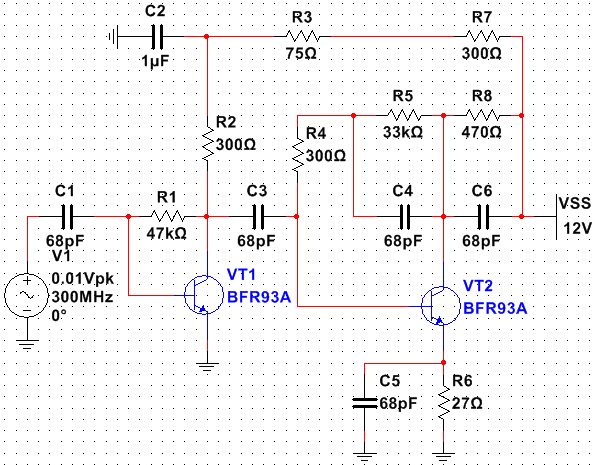 C2
1µF
R3
75Ω
R7
300Ω
R2
300Ω
R4
300Ω
R5
33kΩ
R8
470Ω
C1
68pF
R1
47kΩ
C3
68pF
C4
68pF
C6
68pF
VSS
12V
V1
0.01Vpk
300MHz
0°
VT1
BFR93A
VT2
BFR93A
C5
68pF
R6
27Ω